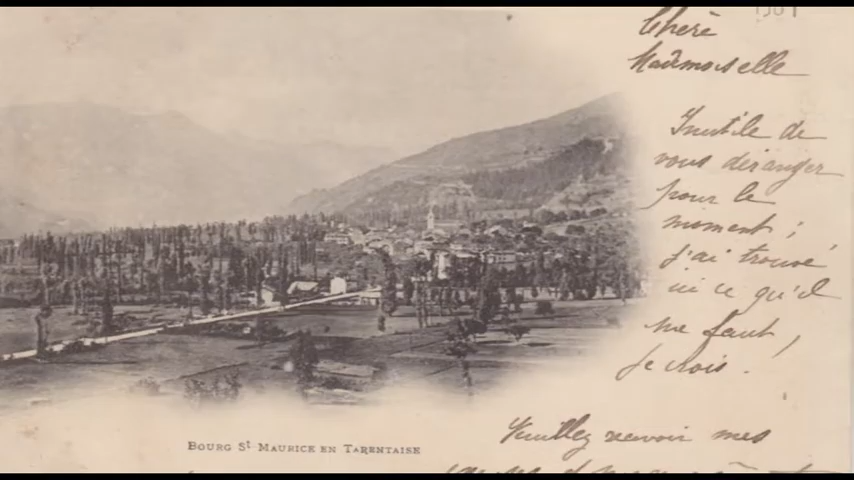 1904
Chère
Mademoiselle
Inutile de
vous déranger
pour le
moment ;
j'ai trouvé
ici ce qu'il
me faut,
je crois.
Veuillez recevoir mes
BOURG St MAURICE EN TARENTAISE